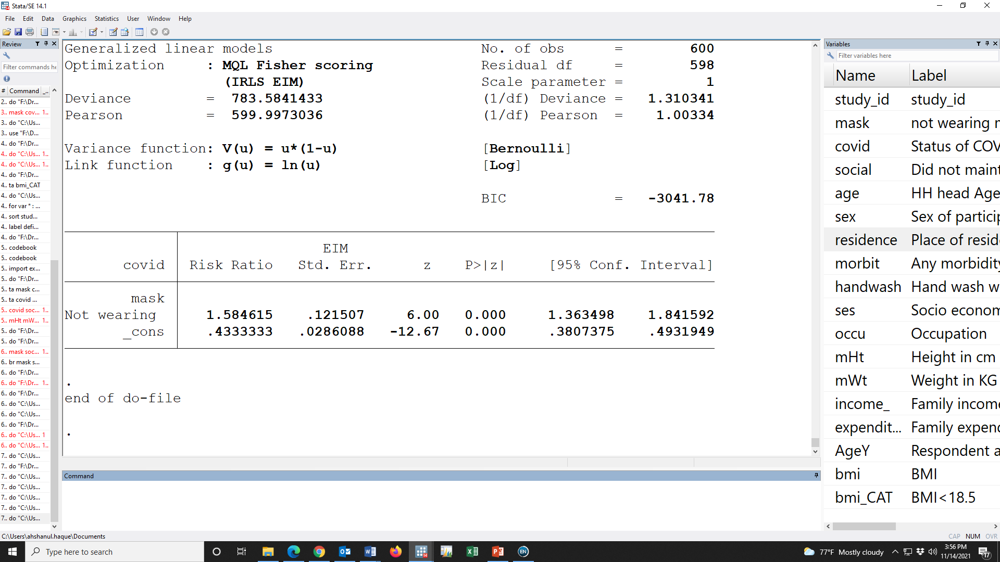 Stata/SE 14.1
File Edit Data Graphics Statistics User Window Help
Review
Filter commands he
# Command _..
2.. do "F:\Dr...
3.. mask cov... 1..
3.. do "C:\Us...
3.. use "F:\D...
4.. do "F:\Dr...
4.. do "C:\Us... 1..
4.. do "C:\Us... 1..
4.. do "F:\Dr...
4.. ta bmi_CAT
4.. do "C:\Us...
4.. for var * : ...
4.. sort stud...
4.. label defi...
4.. do "F:\Dr...
5.. codebook
5.. codebook
5.. import ex...
5.. do "F:\Dr...
5.. ta mask c...
5.. ta covid ...
5.. covid soc... 1..
5.. mHt mW... 1..
5.. do "F:\Dr...
5.. do "F:\Dr...
6.. mask soc... 1..
6.. br mask s...
6.. do "F:\Dr...
6.. do "F:\Dr... 1..
6.. do "F:\Dr...
6.. do "C:\Us...
6.. do "C:\Us...
6.. do "F:\Dr...
6.. do "C:\Us... 1
6.. do "C:\Us... 1..
7.. do "C:\Us...
7.. do "F:\Dr...
7.. do "C:\Us...
7.. do "C:\Us...
7.. do "C:\Us...
7.. do "C:\Us...
7.. do "C:\Us...
Generalized linear models No. of obs = 600
Optimization : MQL Fisher scoring Residual df = 598
(IRLS EIM) Scale parameter = 1
Deviance = 783.5841433 (1/df) Deviance = 1.310341
Pearson = 599.9973036 (1/df) Pearson = 1.00334
Variance function: V(u) = u*(1-u) [Bernoulli]
Link function : g(u) = ln(u) [Log]
BIC = -3041.78
EIM
covid Risk Ratio Std. Err. z P>|z| [95% Conf. Interval]
mask
Not wearing 1.584615 .121507 6.00 0.000 1.363498 1.841592
_cons .4333333 .0286088 -12.67 0.000 .3807375 .4931949
.
end of do-file
.
Command
Variables
Filter variables here
Name Label
study_id study_id
mask not wearing m
covid Status of COV
social Did not maint
age HH head Age
sex Sex of particip
residence Place of resid
morbit Any morbidity
handwash Hand wash w
ses Socio econom
occu Occupation
mHt Height in cm
mWt Weight in KG
income_ Family income
expendit... Family expend
AgeY Respondent a
bmi BMI
bmi_CAT BMI<18.5
C:\Users\ahshanul.haque\Documents
CAP NUM OVR
Type here to search
14
EN
77°F Mostly cloudy
3:56 PM
11/14/2021
17